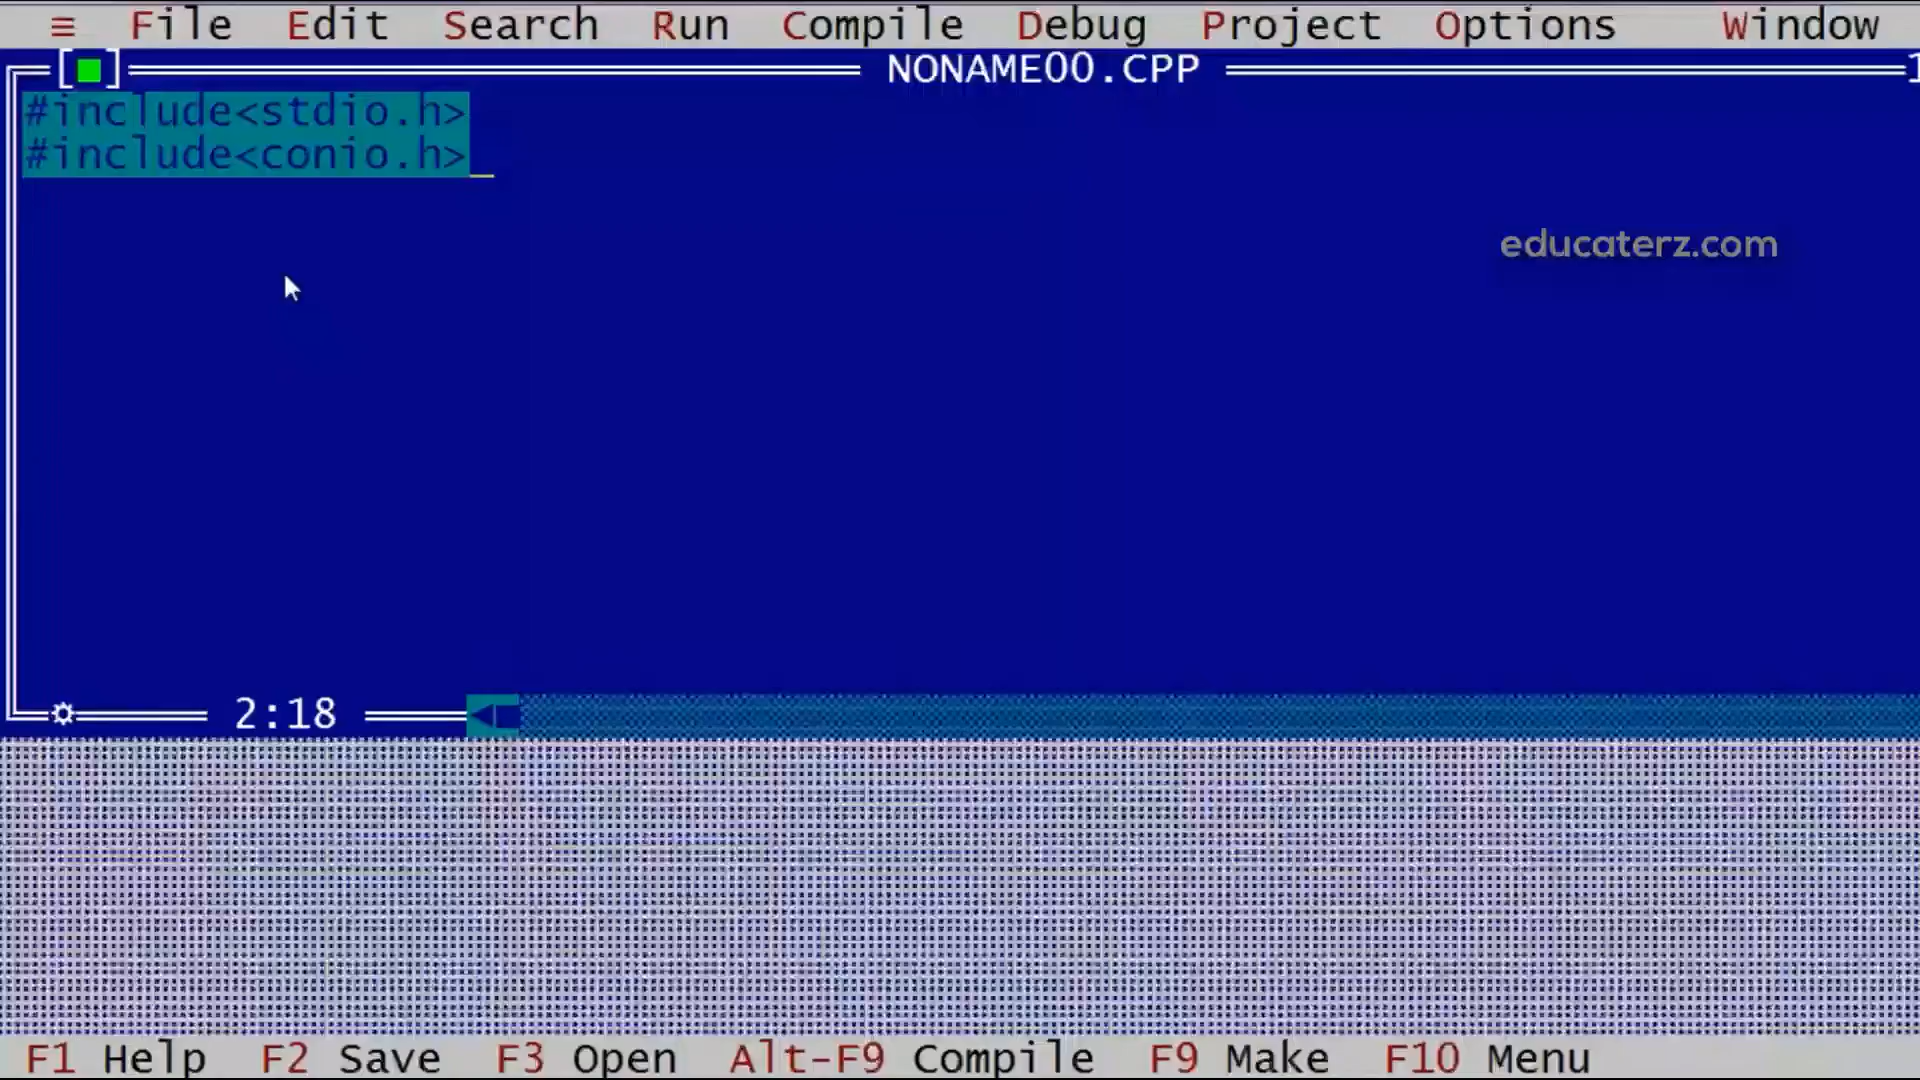 ≡ File Edit Search Run Compile Debug Project Options Window
[■] NONAME00.CPP 1
#include<stdio.h>
#include<conio.h>
educaterz.com
2:18
F1 Help F2 Save F3 Open Alt-F9 Compile F9 Make F10 Menu